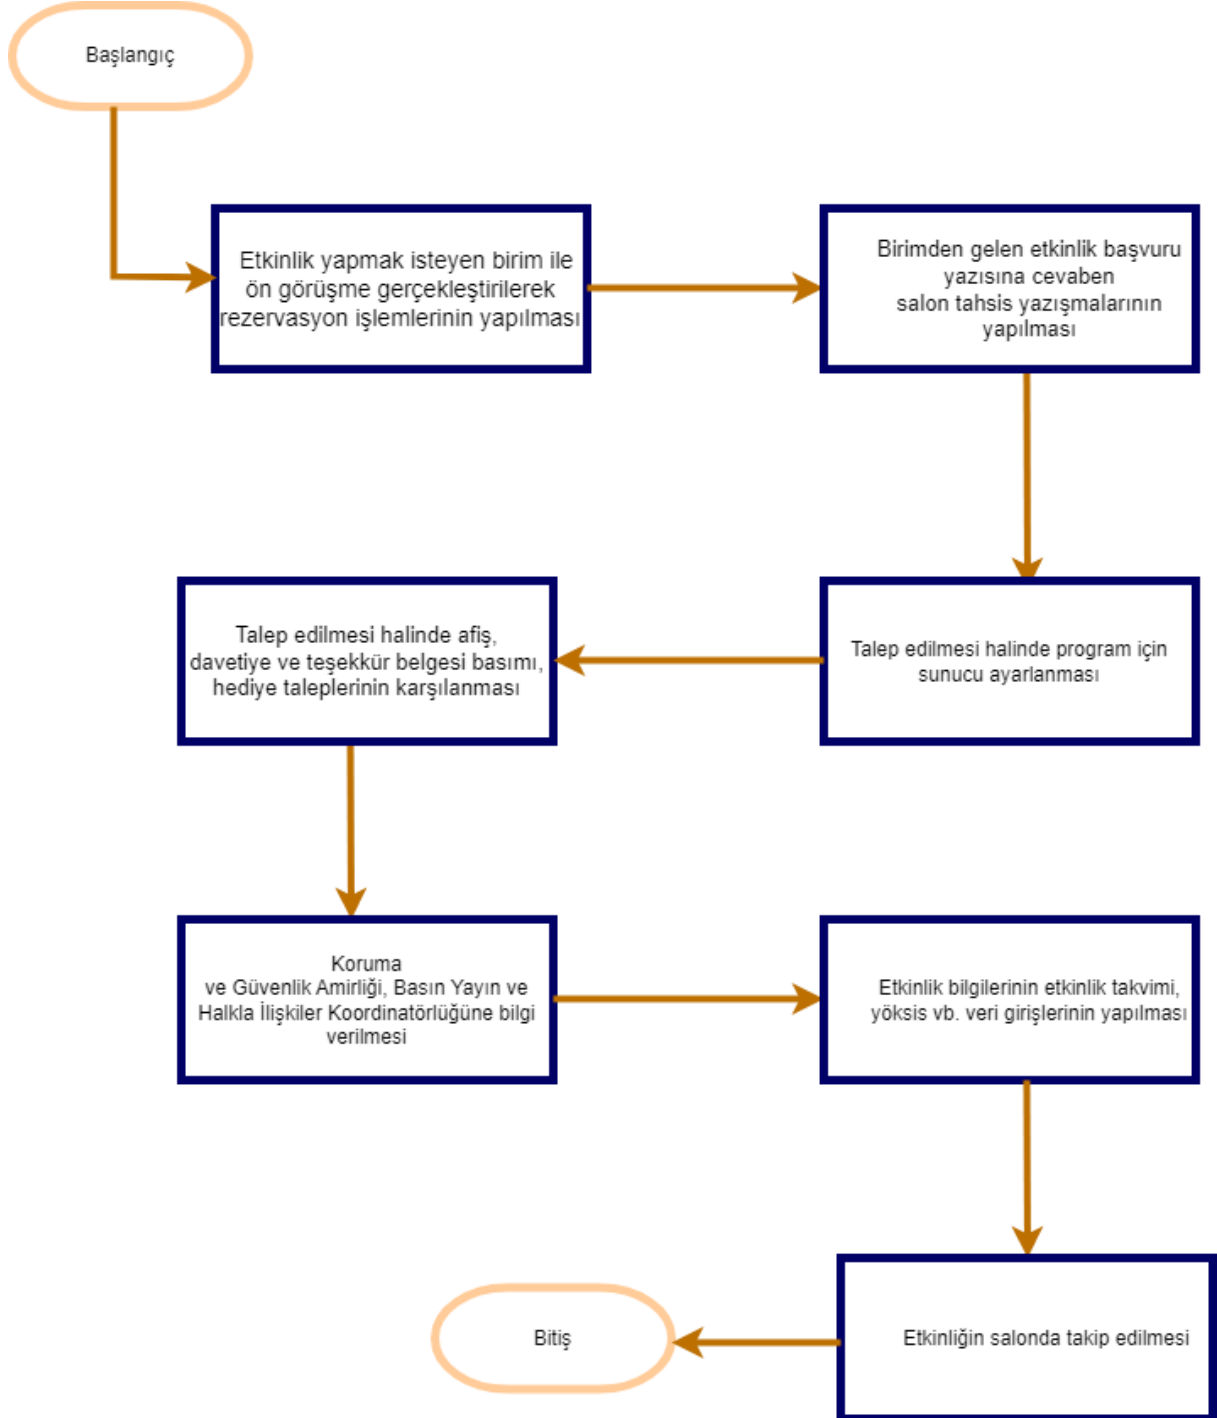 Başlangıç
Etkinlik yapmak isteyen birim ile
ön görüşme gerçekleştirilerek
rezervasyon işlemlerinin yapılması
Birimden gelen etkinlik başvuru
yazısına cevaben
salon tahsis yazışmalarının
yapılması
Talep edilmesi halinde program için
sunucu ayarlanması
Talep edilmesi halinde afiş,
davetiye ve teşekkür belgesi basımı,
hediye taleplerinin karşılanması
Koruma
ve Güvenlik Amirliği, Basın Yayın ve
Halkla İlişkiler Koordinatörlüğüne bilgi
verilmesi
Etkinlik bilgilerinin etkinlik takvimi,
yöksis vb. veri girişlerinin yapılması
Etkinliğin salonda takip edilmesi
Bitiş